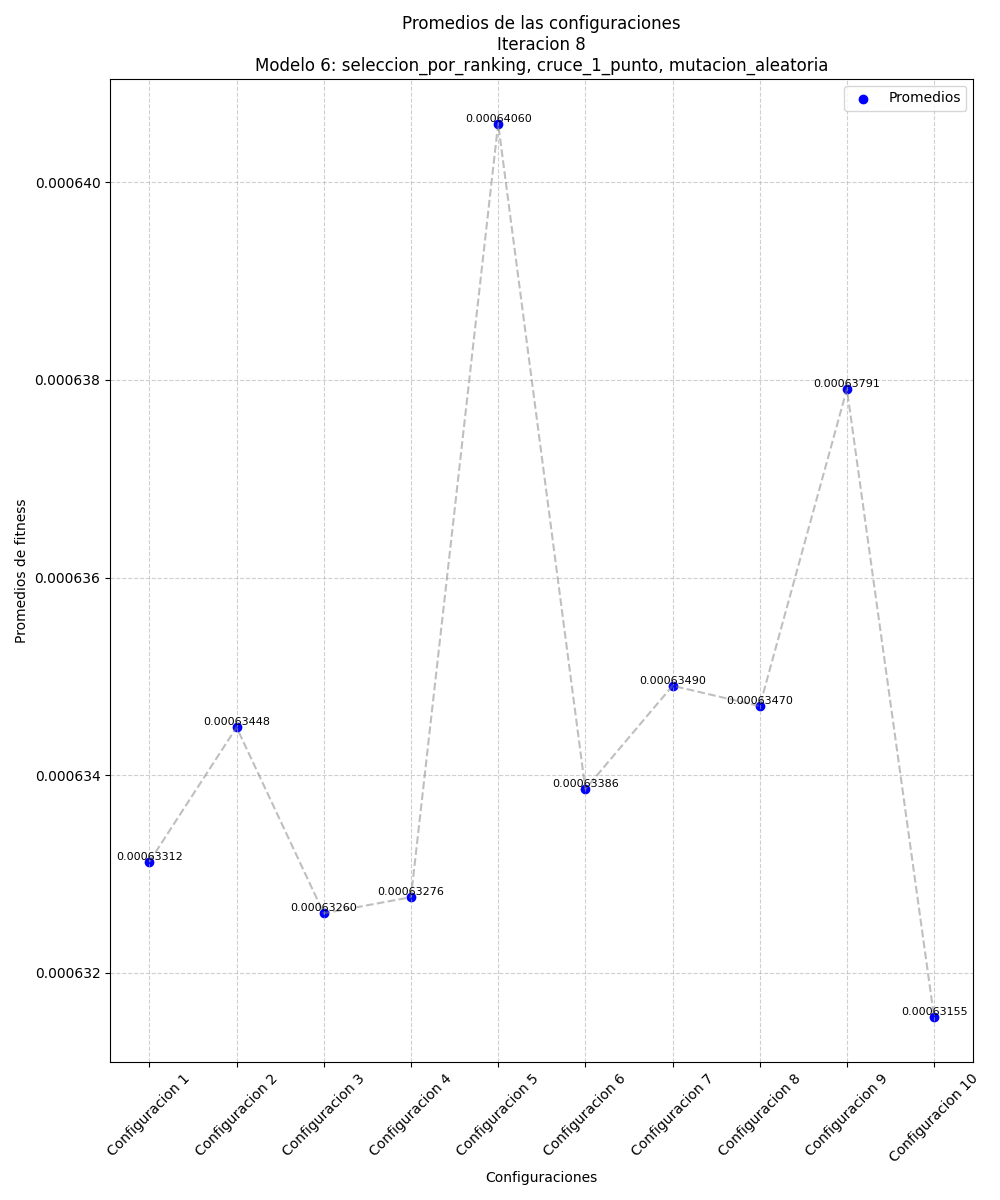 Promedios de las configuraciones
Iteracion 8
Modelo 6: seleccion_por_ranking, cruce_1_punto, mutacion_aleatoria
Promedios
0.00064060
0.000640
0.00063791
0.000638
0.000636
Promedios de fitness
0.00063490
0.00063470
0.00063448
0.00063386
0.000634
0.00063312
0.00063276
0.00063260
0.000632
0.00063155
Configuracion 1
Configuracion 2
Configuracion 3
Configuracion 4
Configuracion 5
Configuracion 6
Configuracion 7
Configuracion 8
Configuracion 9
Configuracion 10
Configuraciones